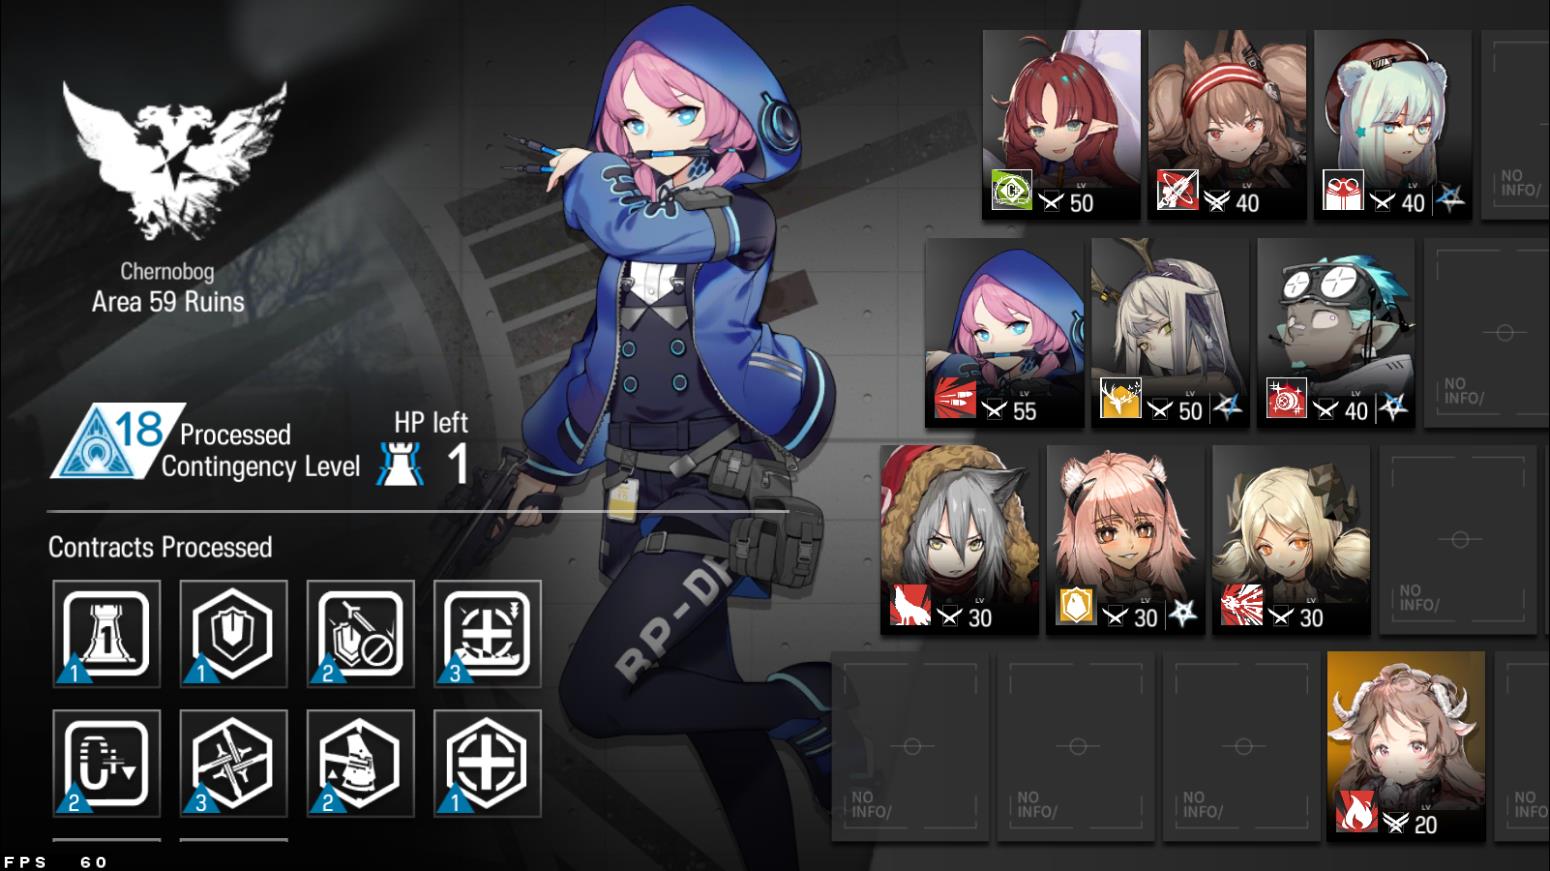 Chernobog
Area 59 Ruins
18
Processed
Contingency Level
HP left
1
Contracts Processed
1
1
1
2
3
2
3
2
1
RP-DP
LV
50
LV
40
LV
40
NO
INFO/
LV
55
LV
50
LV
40
NO
INFO/
LV
30
LV
30
LV
30
NO
INFO/
NO
INFO/
NO
INFO/
NO
INFO/
LV
20
NO
INFO/
FPS 60